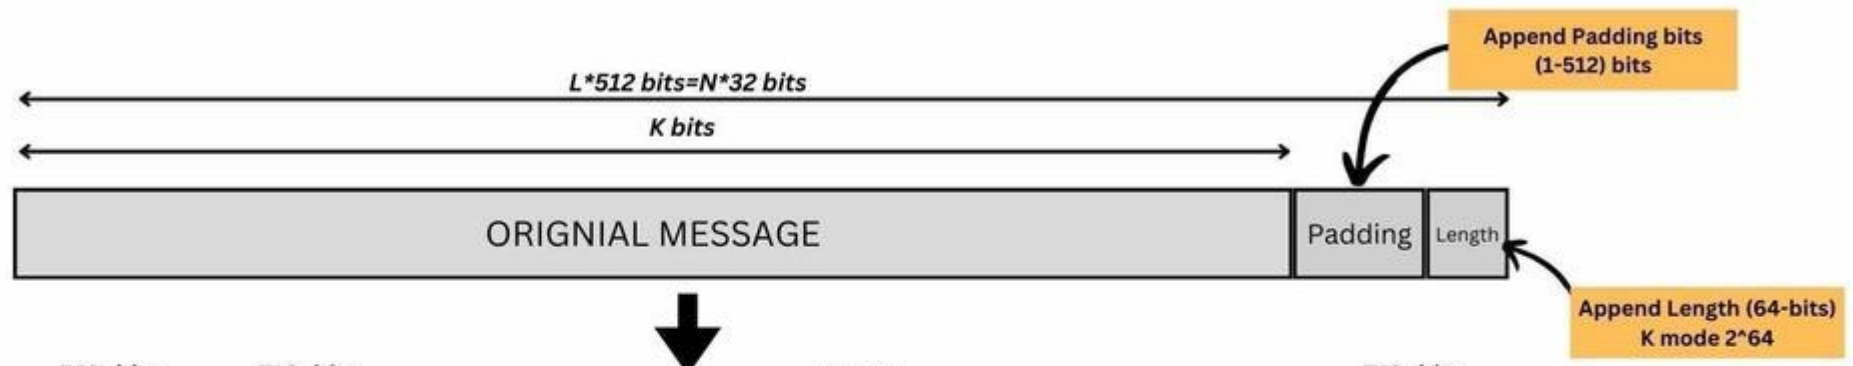 Append Padding bits
(1-512) bits
L*512 bits=N*32 bits
K bits
ORIGNIAL MESSAGE
Padding
Length
Append Length (64-bits)
K mode 2^64